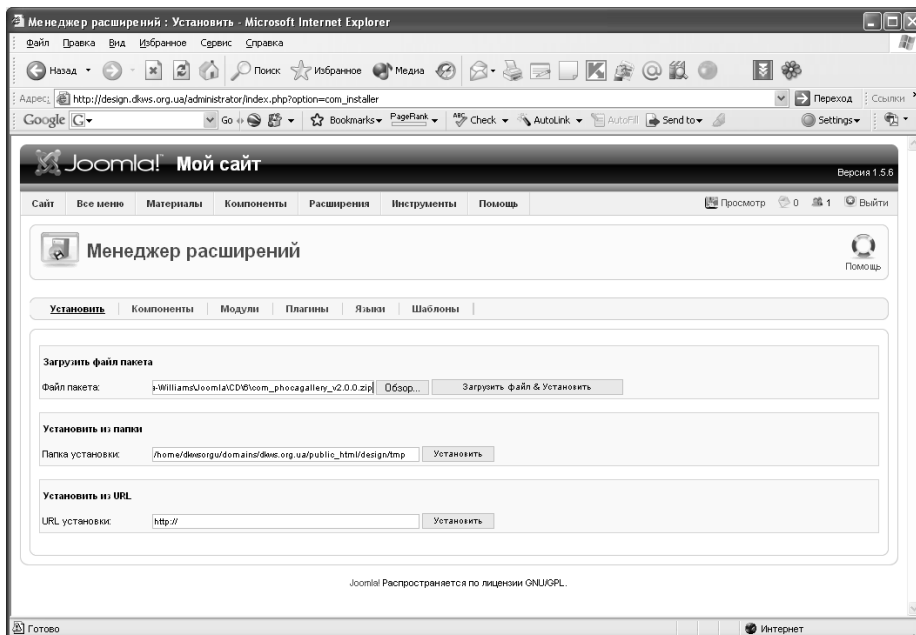 Менеджер расширений : Установить - Microsoft Internet Explorer
Файл Правка Вид Избранное Сервис Справка
Назад Поиск Избранное Медиа
Адрес: http://design.dkws.org.ua/administrator/index.php?option=com_installer Переход Ссылки
Google G Go Bookmarks PageRank ABC Check AutoLink AutoFill Send to Settings
Joomla! Мой сайт
Версия 1.5.6
Сайт Все меню Материалы Компоненты Расширения Инструменты Помощь Просмотр 0 1 Выйти
Менеджер расширений
Помощь
Установить Компоненты Модули Плагины Языки Шаблоны
Загрузить файл пакета
Файл пакета: -Williams\Joomla\CD\6\com_phocagallery_v2.0.0.zip Обзор... Загрузить файл & Установить
Установить из папки
Папка установки: /home/dkwsorgu/domains/dkws.org.ua/public_html/design/tmp Установить
Установить из URL
URL установки: http:// Установить
Joomla! Распространяется по лицензии GNU/GPL.
Готово Интернет